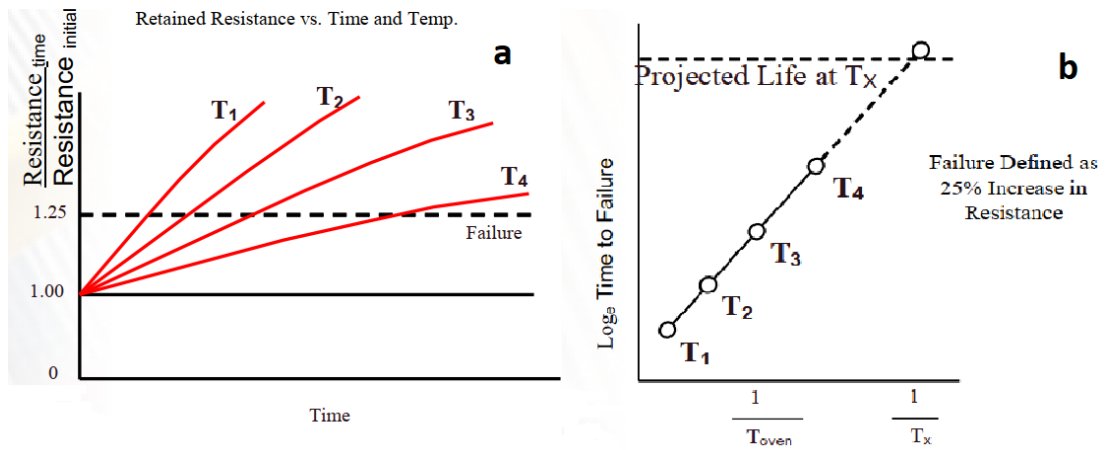 Retained Resistance vs. Time and Temp.
a
Resistance time
Resistance initial
T1
T2
T3
T4
1.25
Failure
1.00
0
Time
b
Projected Life at TX
Loge Time to Failure
T4
T3
T2
T1
Failure Defined as
25% Increase in
Resistance
1
Toven
1
Tx